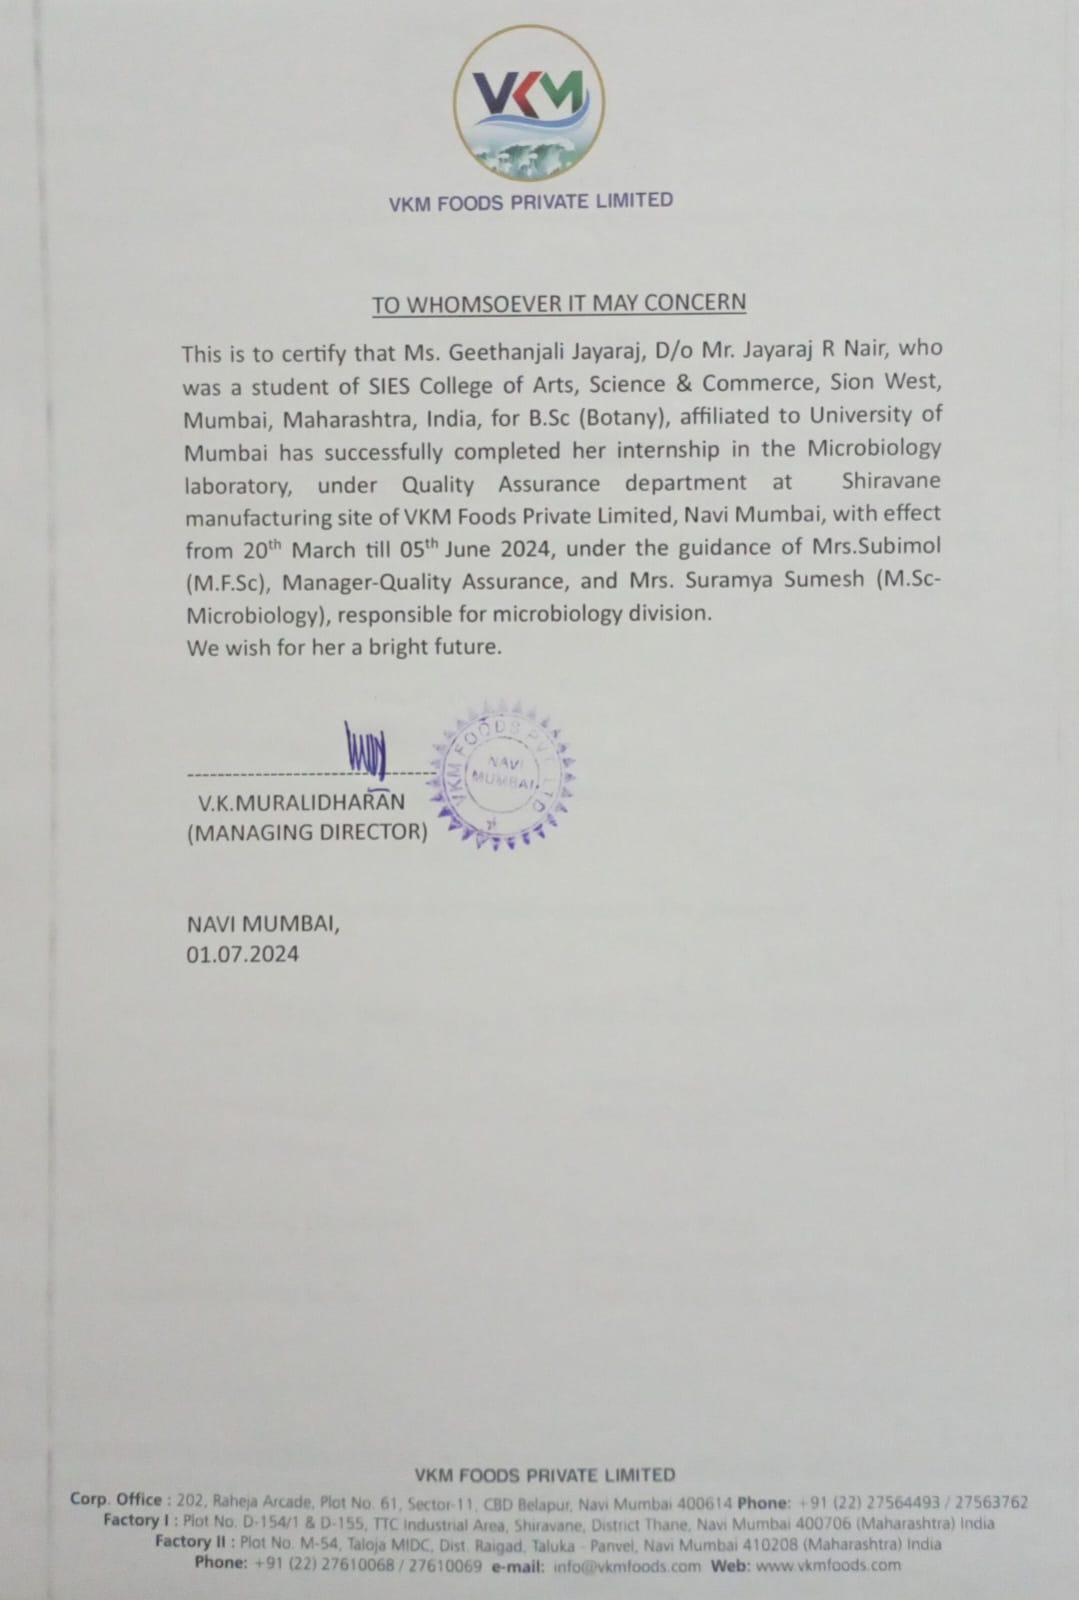 VKM
VKM FOODS PRIVATE LIMITED
TO WHOMSOEVER IT MAY CONCERN
This is to certify that Ms. Geethanjali Jayaraj, D/o Mr. Jayaraj R Nair, who
was a student of SIES College of Arts, Science & Commerce, Sion West,
Mumbai, Maharashtra, India, for B.Sc (Botany), affiliated to University of
Mumbai has successfully completed her internship in the Microbiology
laboratory, under Quality Assurance department at Shiravane
manufacturing site of VKM Foods Private Limited, Navi Mumbai, with effect
from 20th March till 05th June 2024, under the guidance of Mrs.Subimol
(M.F.Sc), Manager-Quality Assurance, and Mrs. Suramya Sumesh (M.Sc-
Microbiology), responsible for microbiology division.
We wish for her a bright future.
VKM FOODS PVT. LTD
NAVI
MUMBAI.
V.K.MURALIDHARAN
(MANAGING DIRECTOR)
NAVI MUMBAI,
01.07.2024
VKM FOODS PRIVATE LIMITED
Corp. Office : 202, Raheja Arcade, Plot No. 61, Sector-11, CBD Belapur, Navi Mumbai 400614 Phone: +91 (22) 27564493 / 27563762
Factory I : Plot No. D-154/1 & D-155, TTC Industrial Area, Shiravane, District Thane, Navi Mumbai 400706 (Maharashtra) India
Factory II : Plot No. M-54, Taloja MIDC, Dist. Raigad, Taluka - Panvel, Navi Mumbai 410208 (Maharashtra) India
Phone: +91 (22) 27610068 / 27610069 e-mail: info@vkmfoods.com Web: www.vkmfoods.com